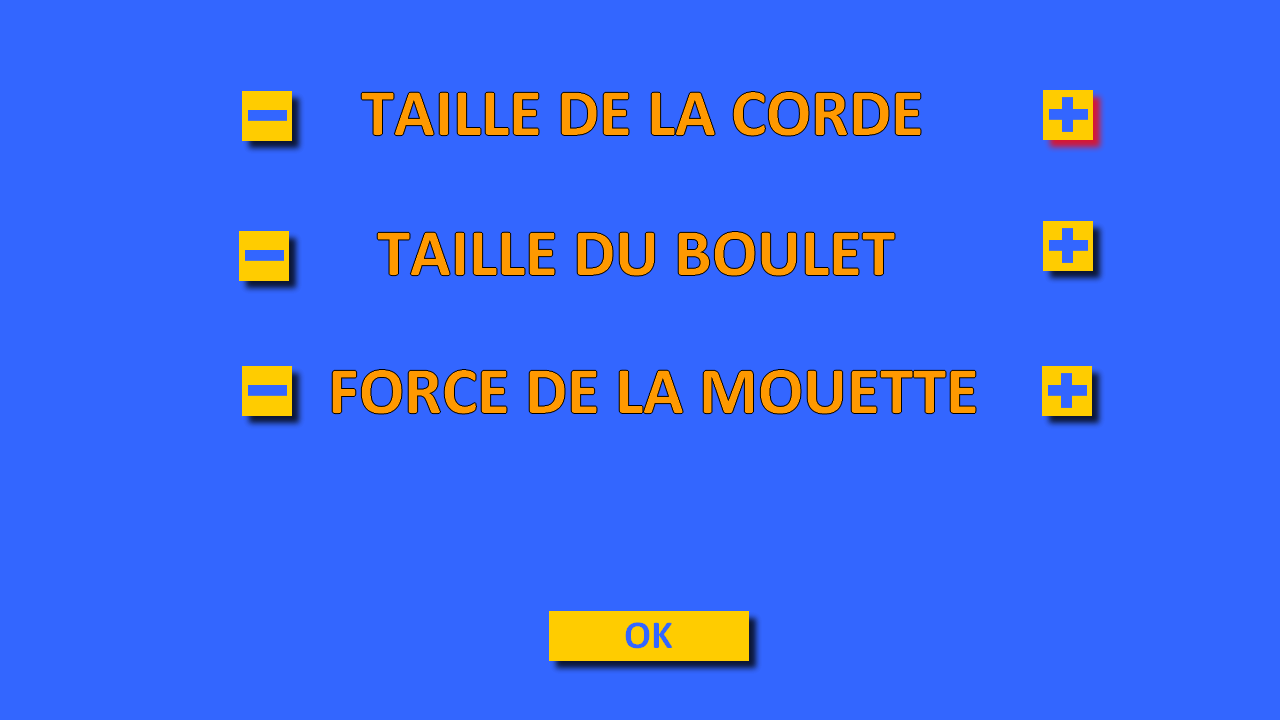 - TAILLE DE LA CORDE +
- TAILLE DU BOULET +
- FORCE DE LA MOUETTE +
OK